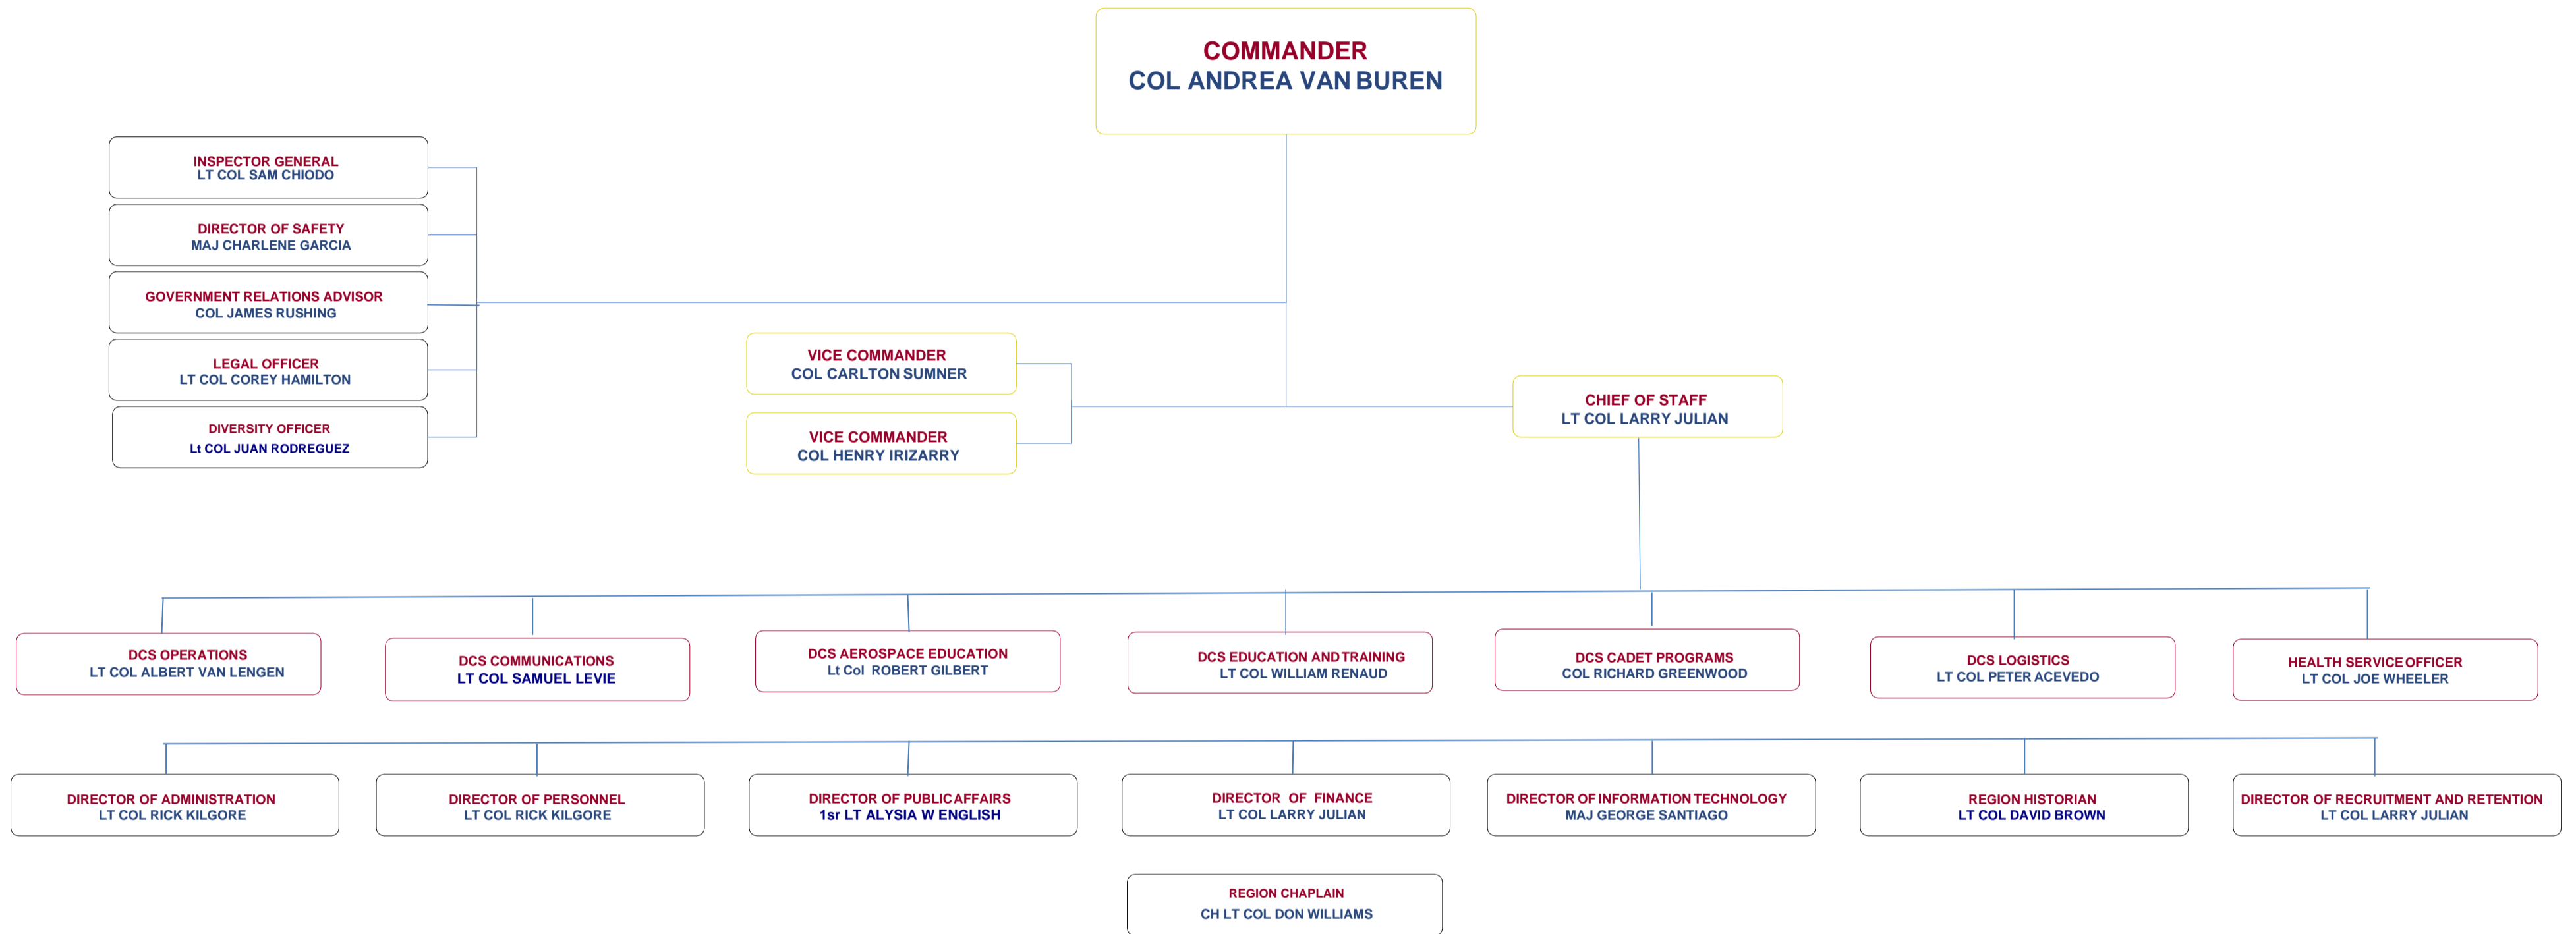 COMMANDER
COL ANDREA VAN BUREN
INSPECTOR GENERAL
LT COL SAM CHIODO
DIRECTOR OF SAFETY
MAJ CHARLENE GARCIA
GOVERNMENT RELATIONS ADVISOR
COL JAMES RUSHING
LEGAL OFFICER
LT COL COREY HAMILTON
DIVERSITY OFFICER
Lt COL JUAN RODREGUEZ
VICE COMMANDER
COL CARLTON SUMNER
VICE COMMANDER
COL HENRY IRIZARRY
CHIEF OF STAFF
LT COL LARRY JULIAN
DCS OPERATIONS
LT COL ALBERT VAN LENGEN
DCS COMMUNICATIONS
LT COL SAMUEL LEVIE
DCS AEROSPACE EDUCATION
Lt Col ROBERT GILBERT
DCS EDUCATION AND TRAINING
LT COL WILLIAM RENAUD
DCS CADET PROGRAMS
COL RICHARD GREENWOOD
DCS LOGISTICS
LT COL PETER ACEVEDO
HEALTH SERVICE OFFICER
LT COL JOE WHEELER
DIRECTOR OF ADMINISTRATION
LT COL RICK KILGORE
DIRECTOR OF PERSONNEL
LT COL RICK KILGORE
DIRECTOR OF PUBLIC AFFAIRS
1sr LT ALYSIA W ENGLISH
DIRECTOR OF FINANCE
LT COL LARRY JULIAN
DIRECTOR OF INFORMATION TECHNOLOGY
MAJ GEORGE SANTIAGO
REGION HISTORIAN
LT COL DAVID BROWN
DIRECTOR OF RECRUITMENT AND RETENTION
LT COL LARRY JULIAN
REGION CHAPLAIN
CH LT COL DON WILLIAMS